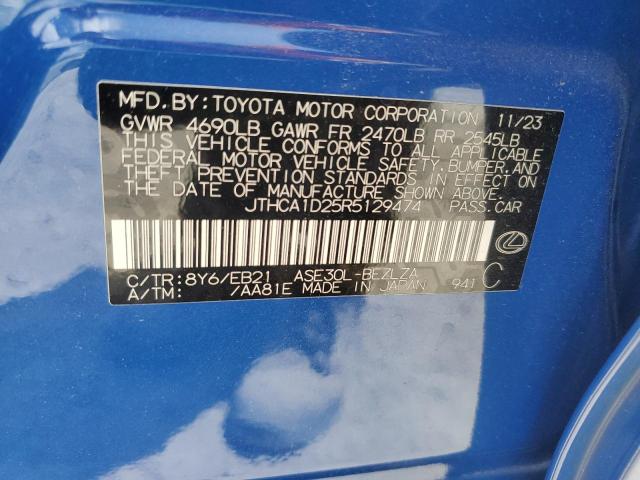 MFD.BY:TOYOTA MOTOR CORPORATION 11/23
GVWR 4690LB GAWR FR 2470LB RR 2545LB
THIS VEHICLE CONFORMS TO ALL APPLICABLE
FEDERAL MOTOR VEHICLE SAFETY,BUMPER,AND
THEFT PREVENTION STANDARDS IN EFFECT ON
THE DATE OF MANUFACTURE SHOWN ABOVE.
JTHCA1D25R5129474 PASS.CAR
C/TR:8Y6/EB21 ASE30L-BEZLZA C
A/TM: /AA81E MADE IN JAPAN 941